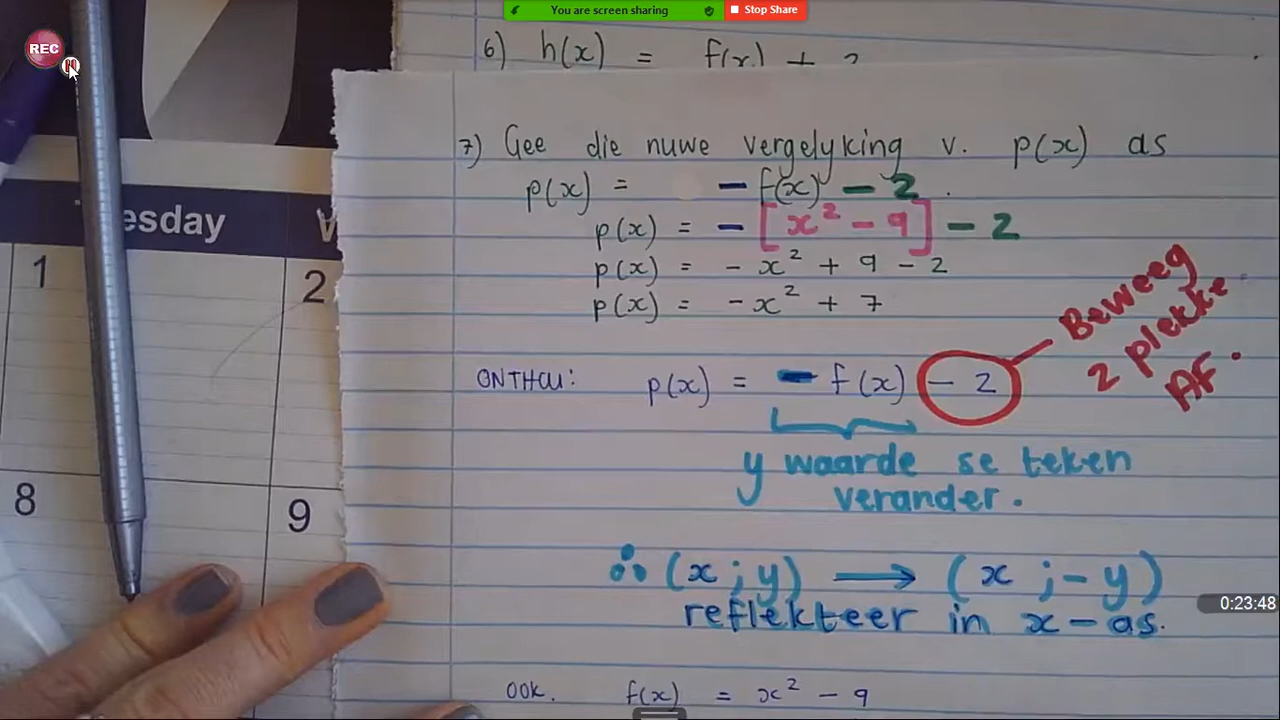 You are screen sharing
Stop Share
REC
6) h(x) = f(x) + 2
7) Gee die nuwe vergelyking v. p(x) as
p(x) = - f(x) - 2.
p(x) = - [x² - 9] - 2
p(x) = - x² + 9 - 2
p(x) = -x² + 7
Beweeg
2 plekke
AF.
ONTHOU: p(x) = - f(x) - 2
y waarde se teken
verander.
∴ (x ; y) → (x ; -y)
reflekteer in x-as.
OOK. f(x) = x² - 9
esday
1
2
8
9
0:23:48